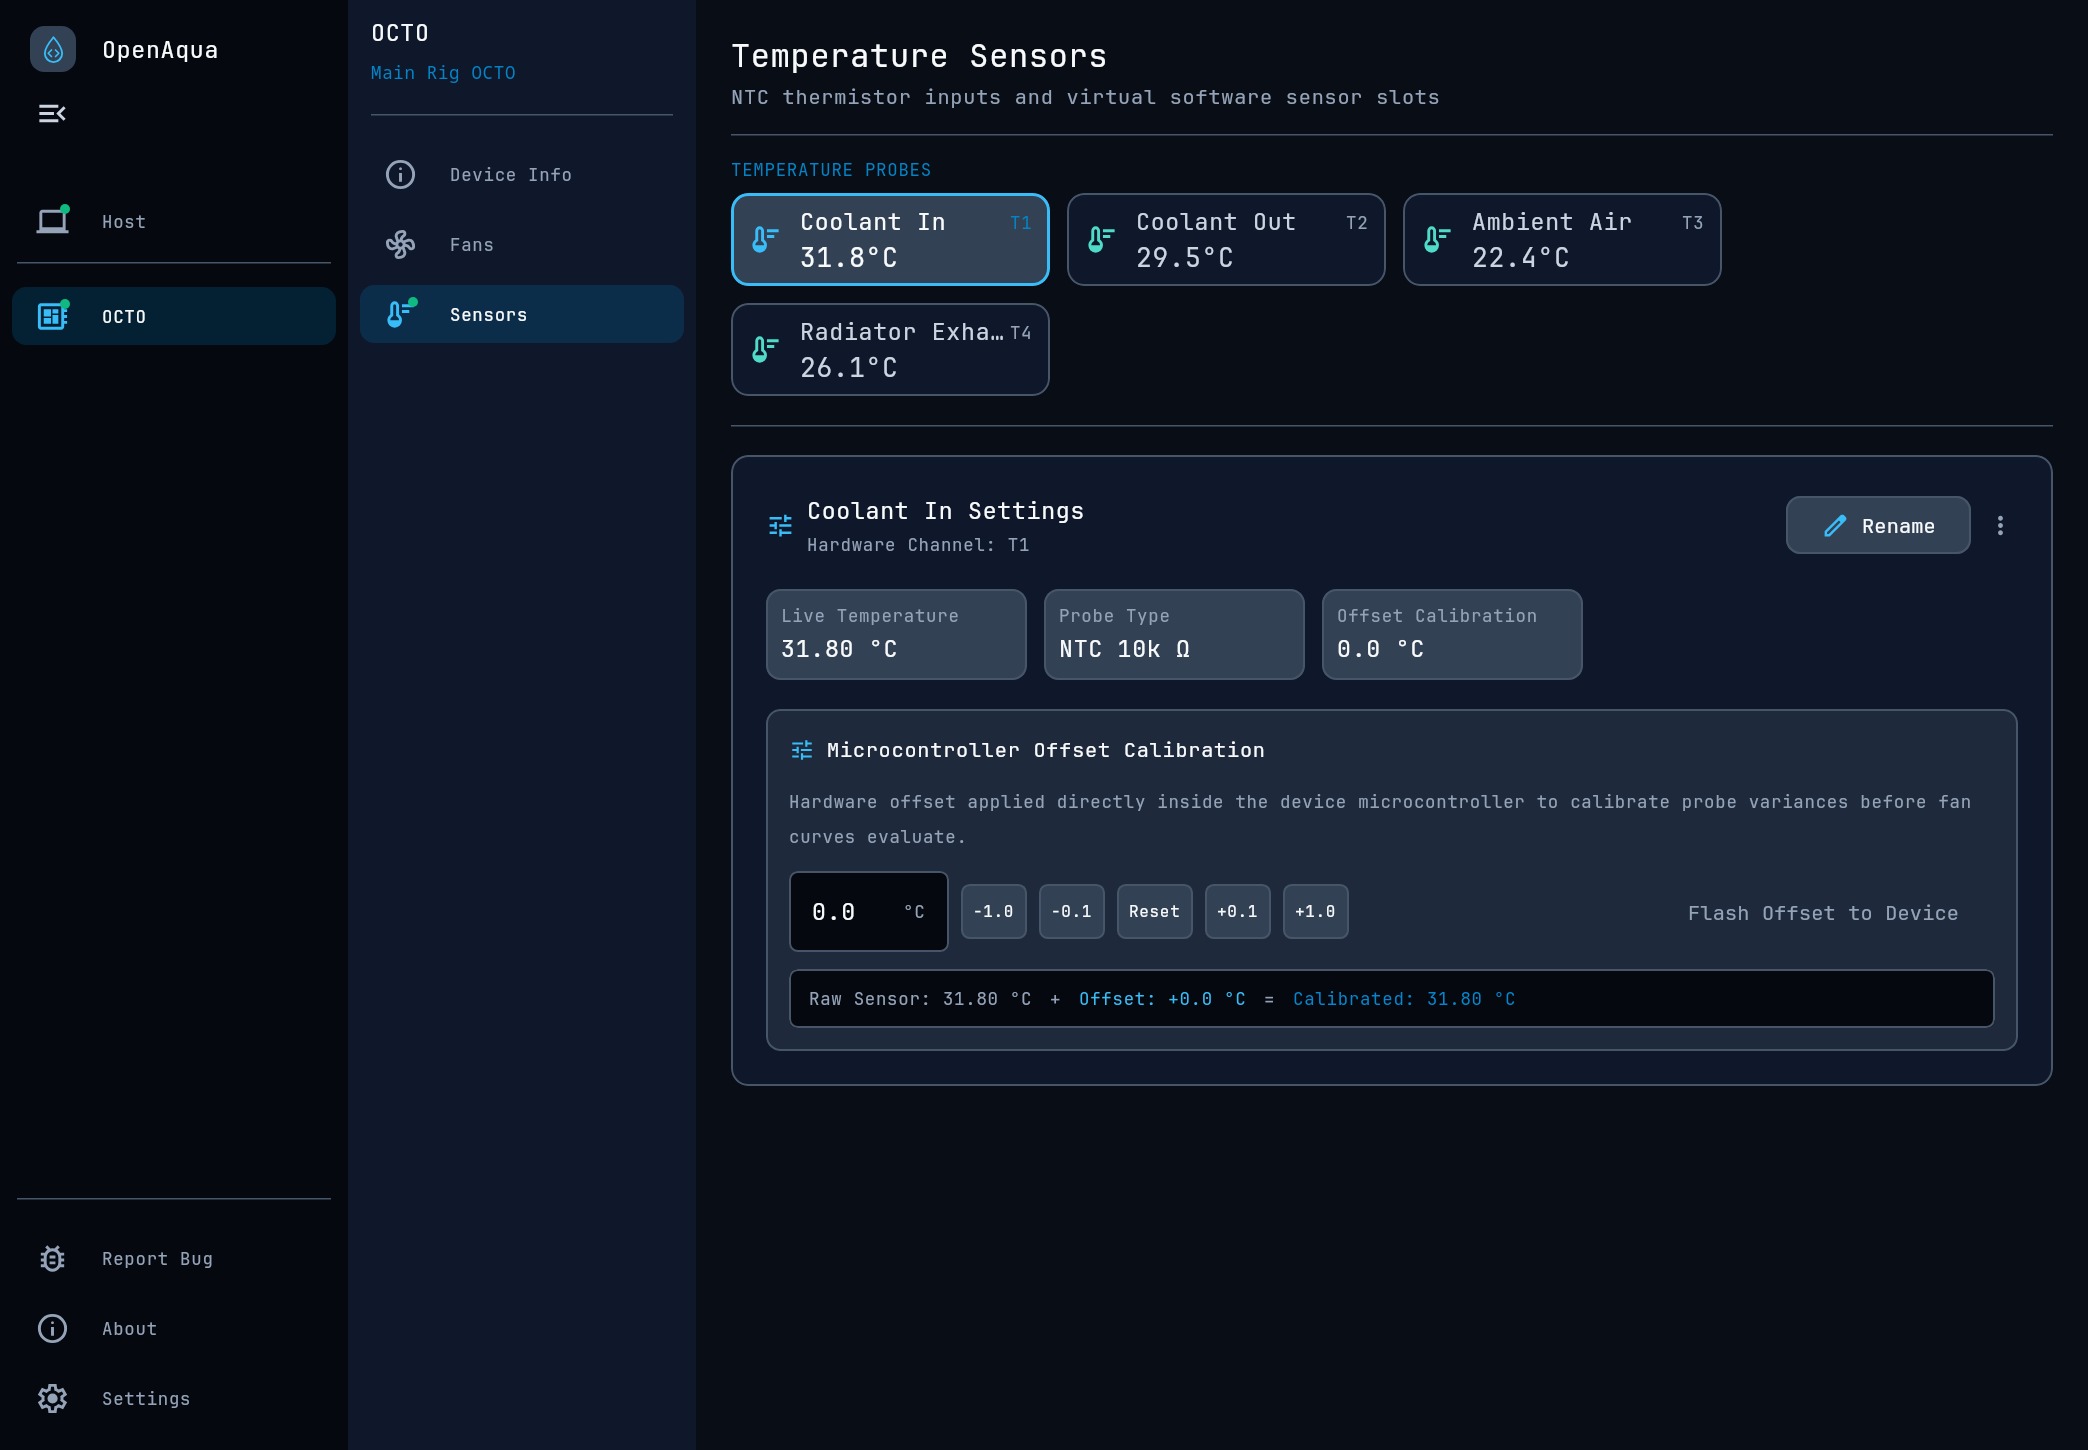 OpenAqua
Host
OCTO
Report Bug
About
Settings
OCTO
Main Rig OCTO
Device Info
Fans
Sensors
Temperature Sensors
NTC thermistor inputs and virtual software sensor slots
TEMPERATURE PROBES
Coolant In T1
31.8°C
Coolant Out T2
29.5°C
Ambient Air T3
22.4°C
Radiator Exha… T4
26.1°C
Coolant In Settings
Hardware Channel: T1
Rename
Live Temperature
31.80 °C
Probe Type
NTC 10k Ω
Offset Calibration
0.0 °C
Microcontroller Offset Calibration
Hardware offset applied directly inside the device microcontroller to calibrate probe variances before fan
curves evaluate.
0.0 °C -1.0 -0.1 Reset +0.1 +1.0 Flash Offset to Device
Raw Sensor: 31.80 °C + Offset: +0.0 °C = Calibrated: 31.80 °C